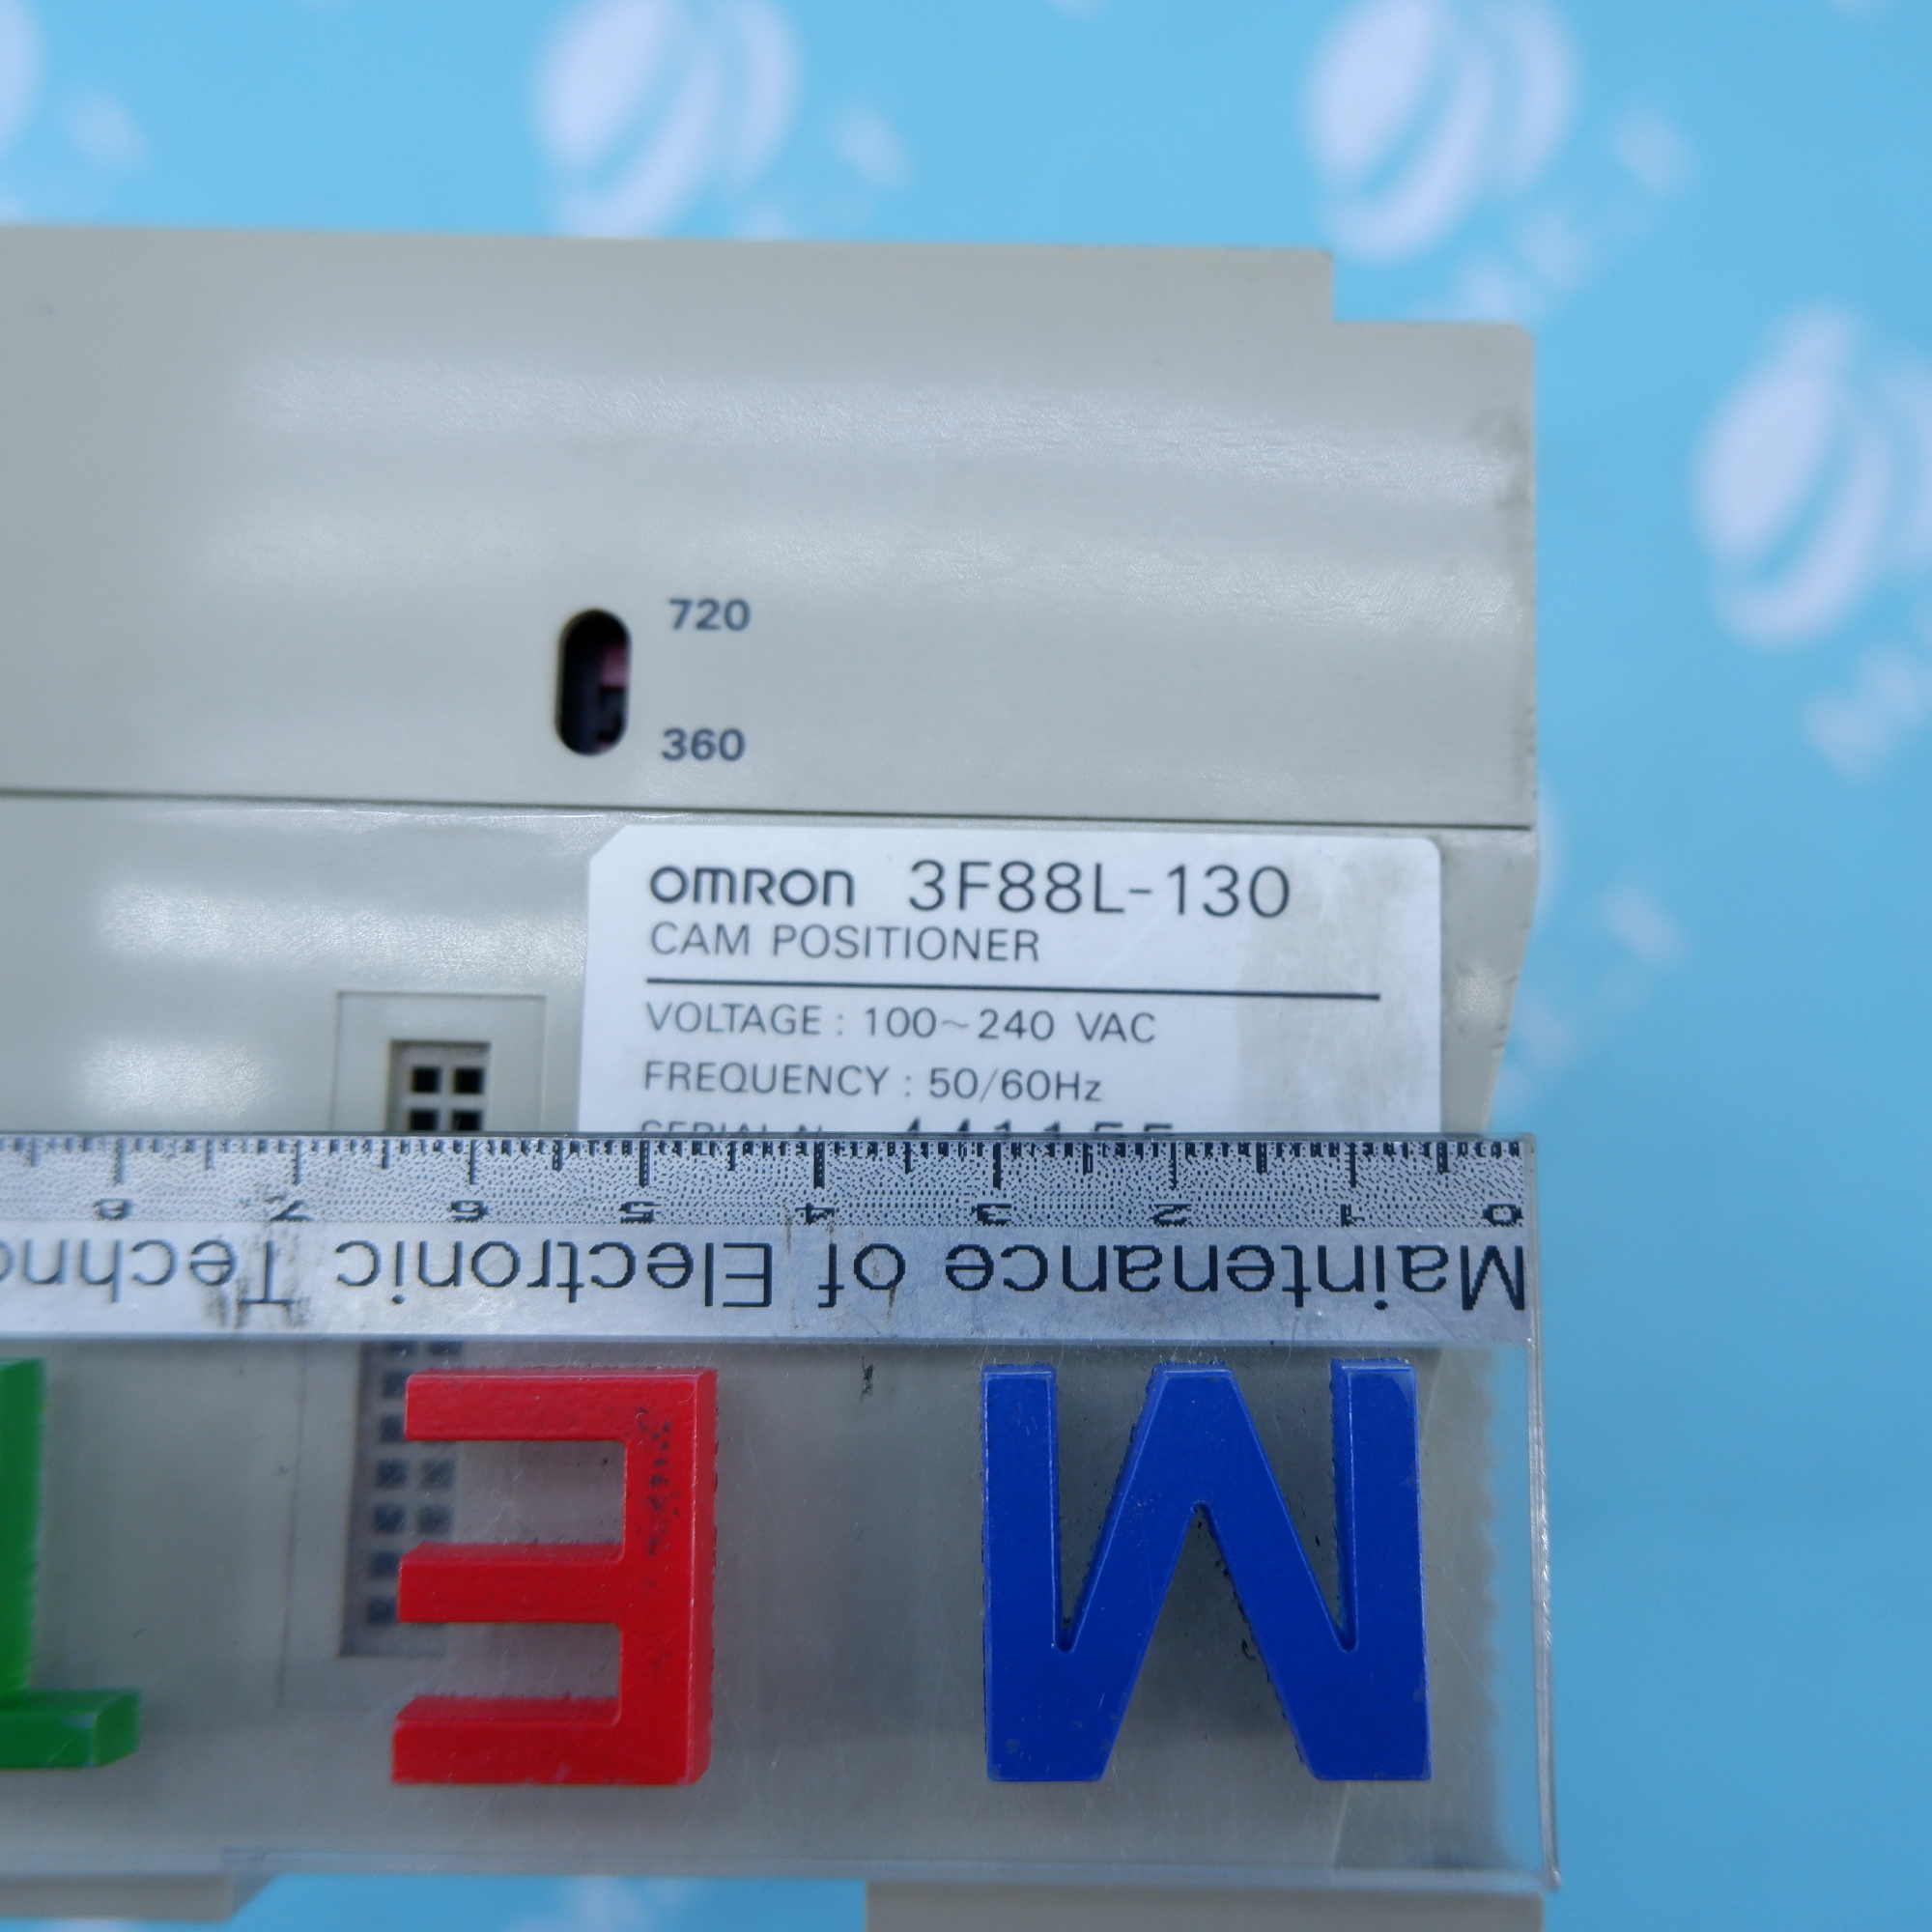 720
360
OMRON 3F88L-130
CAM POSITIONER
VOLTAGE : 100~240 VAC
FREQUENCY : 50/60Hz
SERIAL
8 7 6 5 4 3 2 1 0
Maintenance of Electronic Techno
M E T